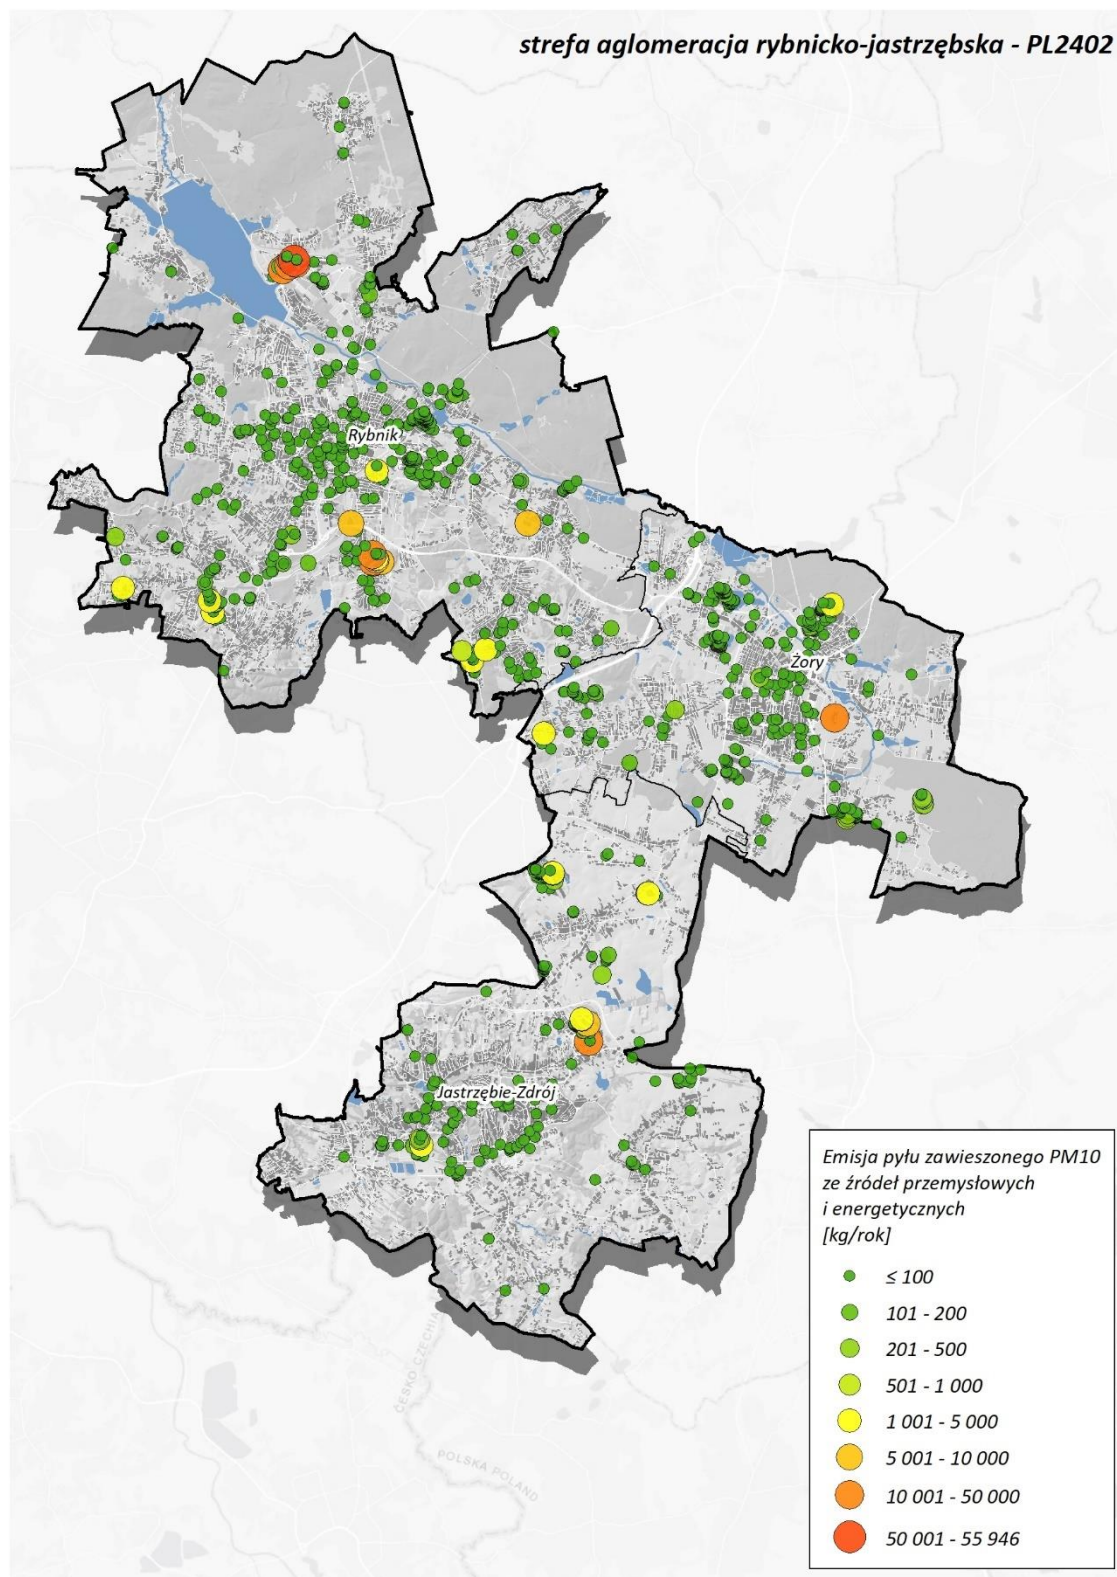 strefa aglomeracja rybnicko-jastrzębska - PL2402
Rybnik
Żory
Jastrzębie-Zdrój
Emisja pyłu zawieszonego PM10
ze źródeł przemysłowych
i energetycznych
[kg/rok]
≤ 100
101 - 200
201 - 500
501 - 1 000
1 001 - 5 000
5 001 - 10 000
10 001 - 50 000
50 001 - 55 946
ČESKO CZECHIA
POLSKA POLAND